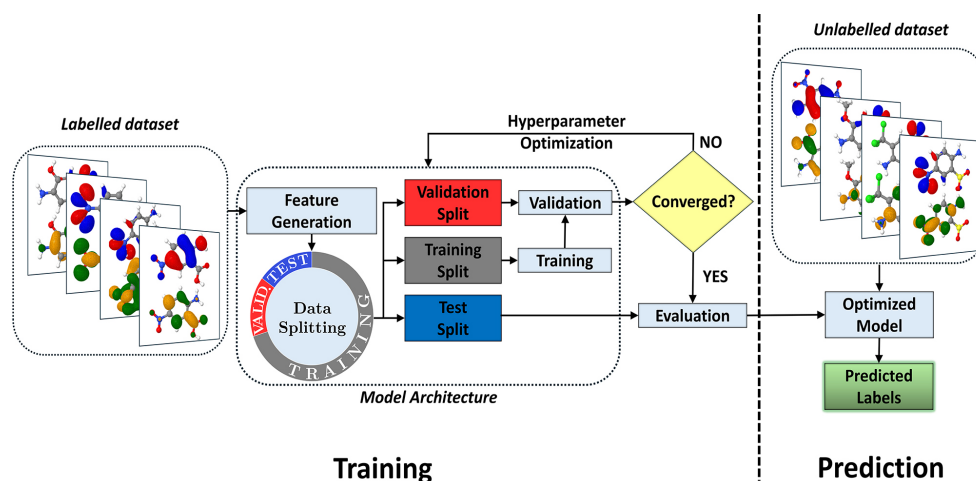 Unlabelled dataset
Labelled dataset
Hyperparameter
Optimization
NO
Validation
Split
Validation
Converged?
Feature
Generation
Training
Split
Training
VALID.
TEST
TRAINING
Data
Splitting
YES
Test
Split
Evaluation
Optimized
Model
Predicted
Labels
Model Architecture
Training
Prediction